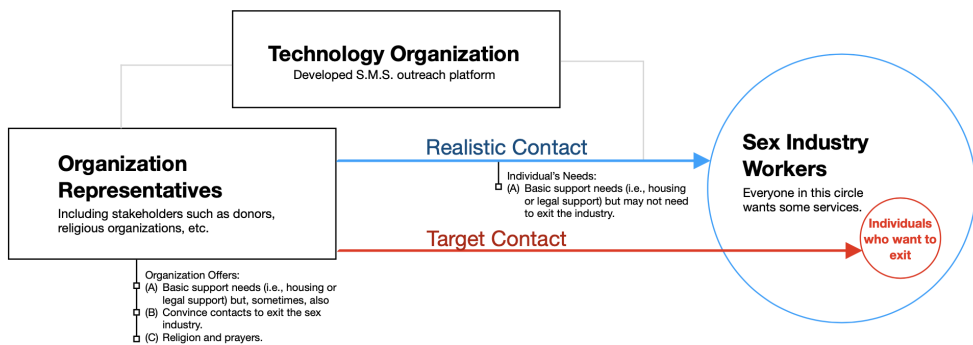 Technology Organization
Developed S.M.S. outreach platform
Organization
Representatives
Including stakeholders such as donors,
religious organizations, etc.
Organization Offers:
(A) Basic support needs (i.e., housing or
legal support) but, sometimes, also
(B) Convince contacts to exit the sex
industry.
(C) Religion and prayers.
Realistic Contact
Individual's Needs:
(A) Basic support needs (i.e., housing
or legal support) but may not need
to exit the industry.
Target Contact
Sex Industry
Workers
Everyone in this circle
wants some services.
Individuals
who want to
exit